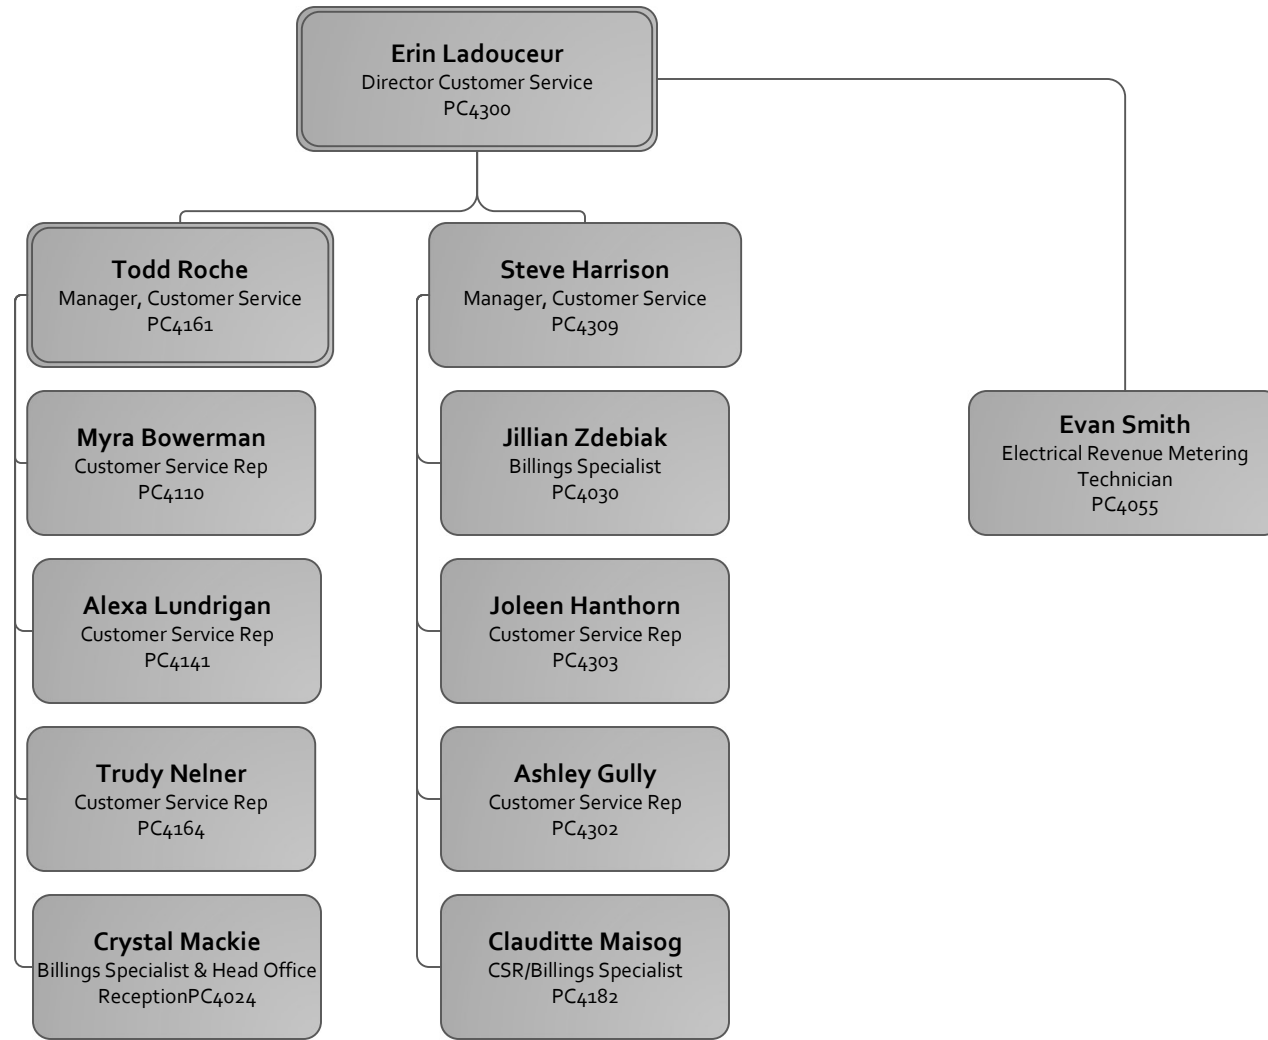 Erin Ladouceur
Director Customer Service
PC4300
Todd Roche
Manager, Customer Service
PC4161
Steve Harrison
Manager, Customer Service
PC4309
Myra Bowerman
Customer Service Rep
PC4110
Jillian Zdebiak
Billings Specialist
PC4030
Evan Smith
Electrical Revenue Metering
Technician
PC4055
Alexa Lundrigan
Customer Service Rep
PC4141
Joleen Hanthorn
Customer Service Rep
PC4303
Trudy Nelner
Customer Service Rep
PC4164
Ashley Gully
Customer Service Rep
PC4302
Crystal Mackie
Billings Specialist & Head Office
ReceptionPC4024
Clauditte Maisog
CSR/Billings Specialist
PC4182